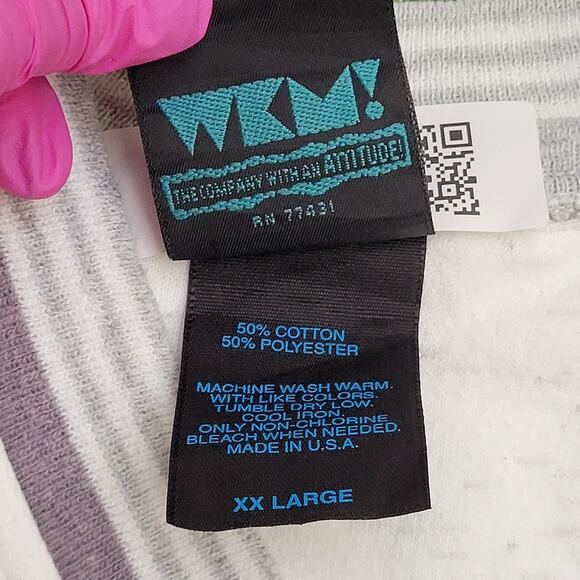 WKM!
THE COMPANY WITH AN ATTITUDE!
RN 77431
50% COTTON
50% POLYESTER
MACHINE WASH WARM.
WITH LIKE COLORS.
TUMBLE DRY LOW.
COOL IRON.
ONLY NON-CHLORINE
BLEACH WHEN NEEDED.
MADE IN U.S.A.
XX LARGE